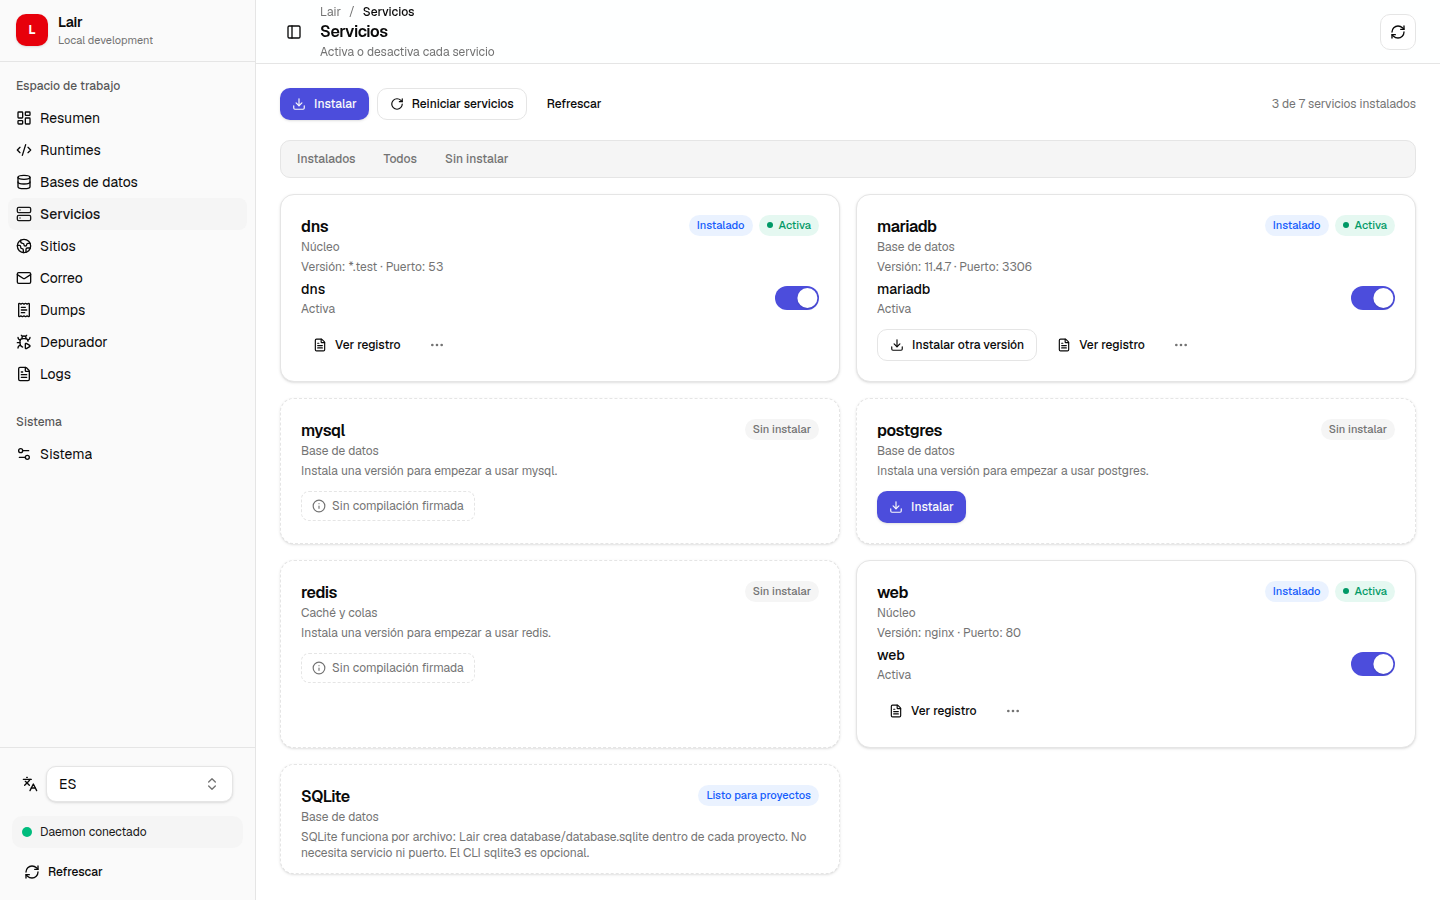 L
Lair
Local development
Espacio de trabajo
Resumen
Runtimes
Bases de datos
Servicios
Sitios
Correo
Dumps
Depurador
Logs
Sistema
Sistema
ES
Daemon conectado
Refrescar
Lair / Servicios
Servicios
Activa o desactiva cada servicio
Instalar
Reiniciar servicios
Refrescar
3 de 7 servicios instalados
Instalados
Todos
Sin instalar
dns
Instalado
Activa
Núcleo
Versión: *.test · Puerto: 53
dns
Activa
Ver registro
mariadb
Instalado
Activa
Base de datos
Versión: 11.4.7 · Puerto: 3306
mariadb
Activa
Instalar otra versión
Ver registro
mysql
Sin instalar
Base de datos
Instala una versión para empezar a usar mysql.
Sin compilación firmada
postgres
Sin instalar
Base de datos
Instala una versión para empezar a usar postgres.
Instalar
redis
Sin instalar
Caché y colas
Instala una versión para empezar a usar redis.
Sin compilación firmada
web
Instalado
Activa
Núcleo
Versión: nginx · Puerto: 80
web
Activa
Ver registro
SQLite
Listo para proyectos
Base de datos
SQLite funciona por archivo: Lair crea database/database.sqlite dentro de cada proyecto. No
necesita servicio ni puerto. El CLI sqlite3 es opcional.